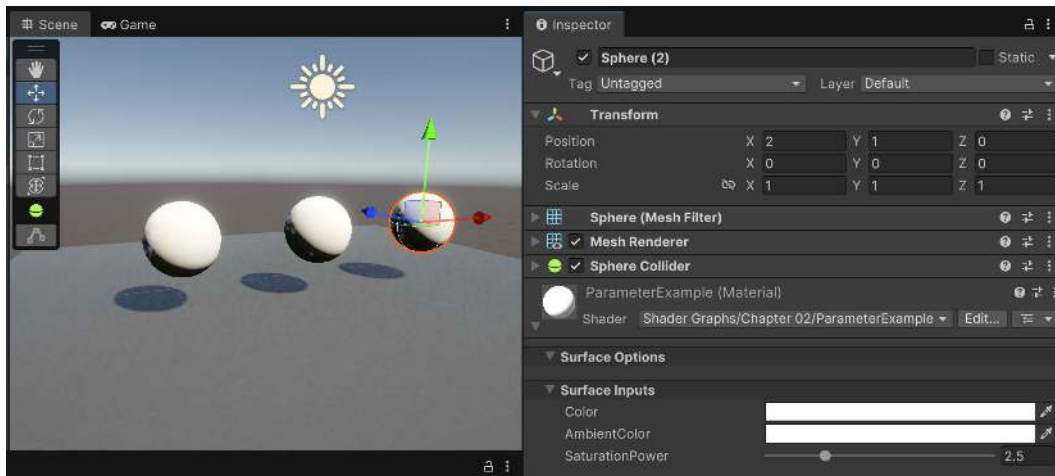 Scene Game
Inspector
Sphere (2) Static
Tag Untagged Layer Default
Transform
Position X 2 Y 1 Z 0
Rotation X 0 Y 0 Z 0
Scale X 1 Y 1 Z 1
Sphere (Mesh Filter)
Mesh Renderer
Sphere Collider
ParameterExample (Material)
Shader Shader Graphs/Chapter 02/ParameterExample Edit...
Surface Options
Surface Inputs
Color
AmbientColor
SaturationPower 2.5